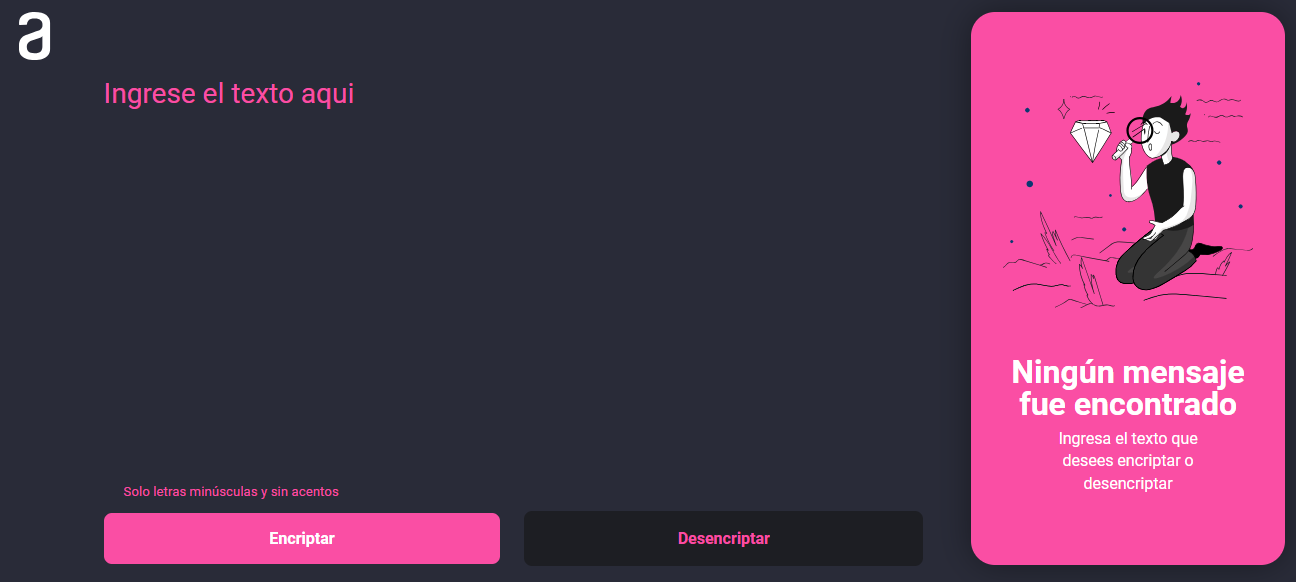 a
Ingrese el texto aqui
Solo letras minúsculas y sin acentos
Encriptar
Desencriptar
Ningún mensaje
fue encontrado
Ingresa el texto que
desees encriptar o
desencriptar